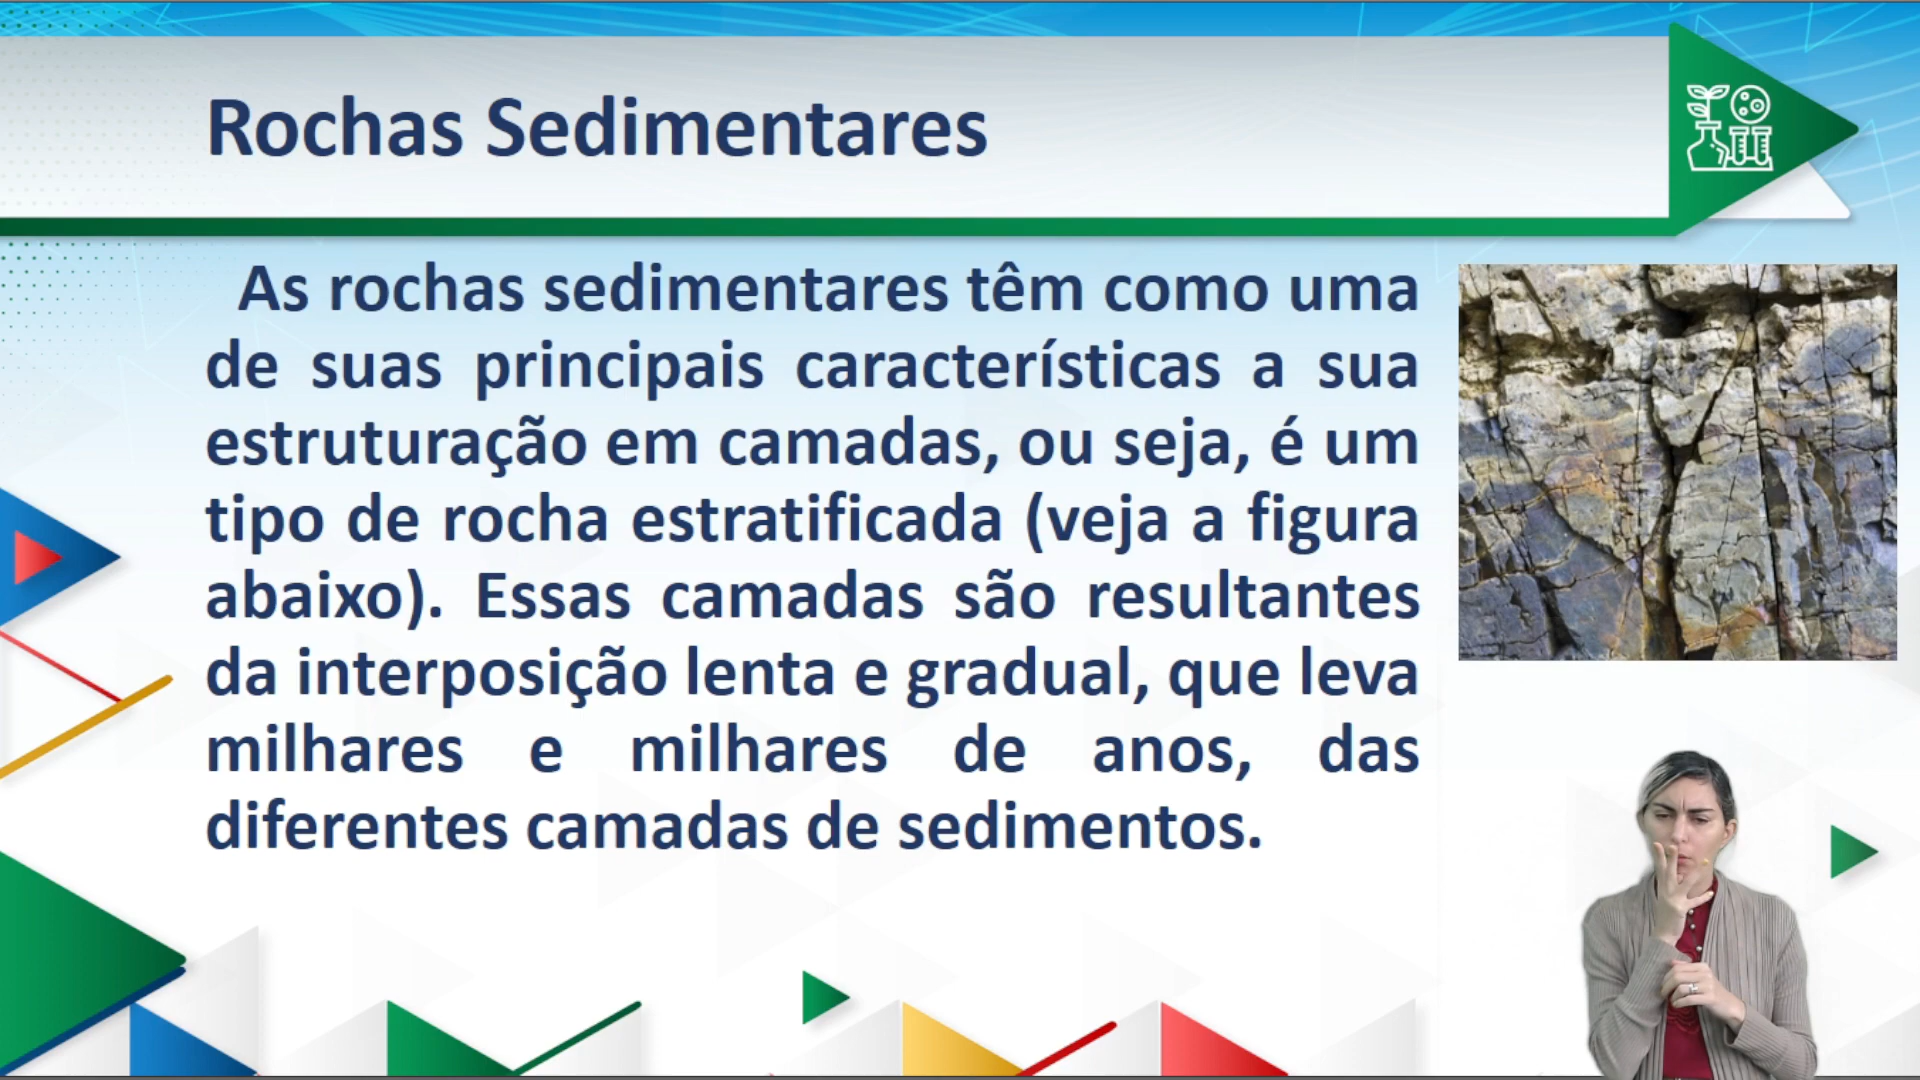 Rochas Sedimentares
As rochas sedimentares têm como uma
de suas principais características a sua
estruturação em camadas, ou seja, é um
tipo de rocha estratificada (veja a figura
abaixo). Essas camadas são resultantes
da interposição lenta e gradual, que leva
milhares e milhares de anos, das
diferentes camadas de sedimentos.